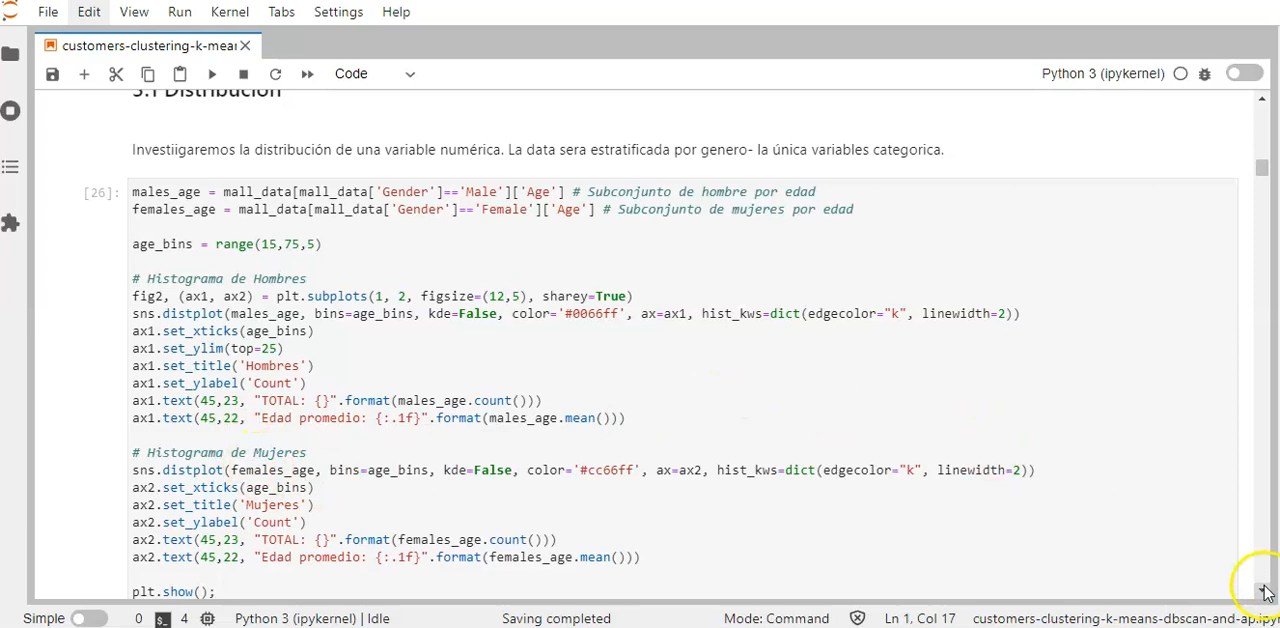 File Edit View Run Kernel Tabs Settings Help
customers-clustering-k-mear
Code
Python 3 (ipykernel)
3.1 Distribución
Investiigaremos la distribución de una variable numérica. La data sera estratificada por genero- la única variables categorica.
[26]:
males_age = mall_data[mall_data['Gender']=='Male']['Age'] # Subconjunto de hombre por edad
females_age = mall_data[mall_data['Gender']=='Female']['Age'] # Subconjunto de mujeres por edad
age_bins = range(15,75,5)
# Histograma de Hombres
fig2, (ax1, ax2) = plt.subplots(1, 2, figsize=(12,5), sharey=True)
sns.distplot(males_age, bins=age_bins, kde=False, color='#0066ff', ax=ax1, hist_kws=dict(edgecolor="k", linewidth=2))
ax1.set_xticks(age_bins)
ax1.set_ylim(top=25)
ax1.set_title('Hombres')
ax1.set_ylabel('Count')
ax1.text(45,23, "TOTAL: {}".format(males_age.count()))
ax1.text(45,22, "Edad promedio: {:.1f}".format(males_age.mean()))
# Histograma de Mujeres
sns.distplot(females_age, bins=age_bins, kde=False, color='#cc66ff', ax=ax2, hist_kws=dict(edgecolor="k", linewidth=2))
ax2.set_xticks(age_bins)
ax2.set_title('Mujeres')
ax2.set_ylabel('Count')
ax2.text(45,23, "TOTAL: {}".format(females_age.count()))
ax2.text(45,22, "Edad promedio: {:.1f}".format(females_age.mean()))
plt.show();
Simple 0 $_ 4 Python 3 (ipykernel) | Idle Saving completed Mode: Command Ln 1, Col 17 customers-clustering-k-means-dbscan-and-ap.ipy